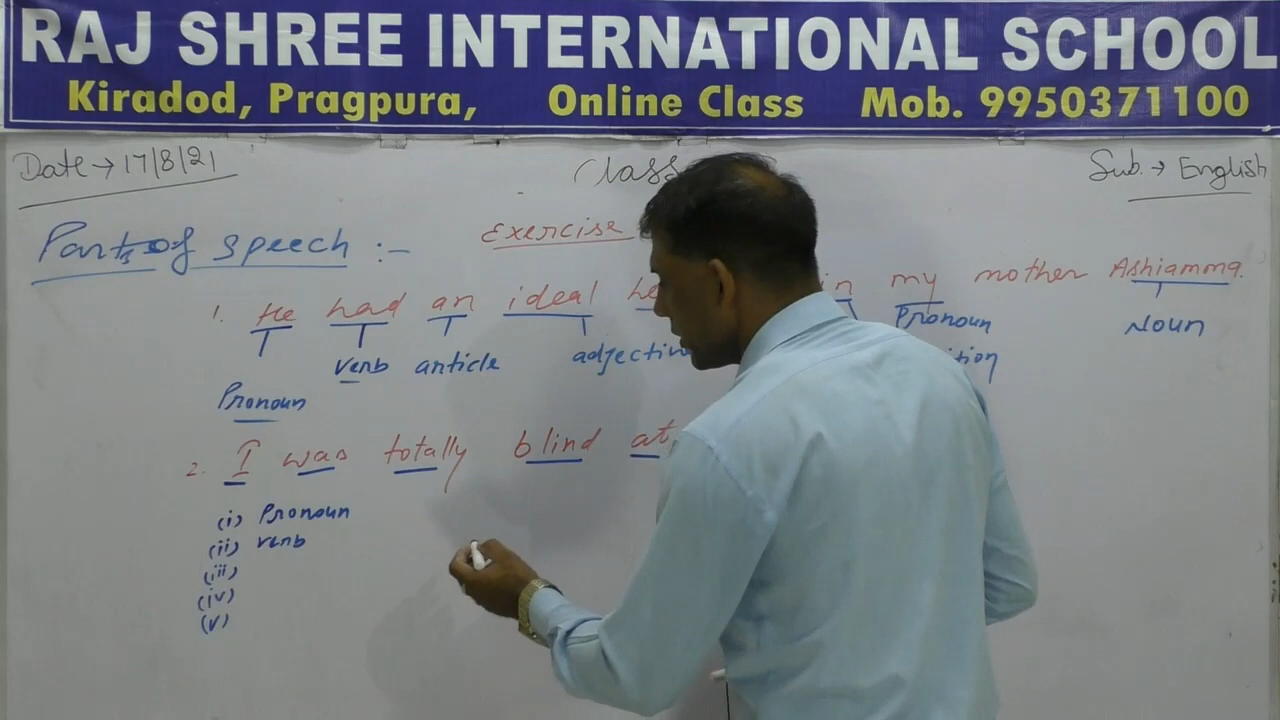 RAJ SHREE INTERNATIONAL SCHOOL
Kiradod, Pragpura, Online Class Mob. 9950371100
Date → 17/8/21 Class Sub. → English
Parts of speech :- Exercise
1. He had an ideal in my mother Ashiamma.
Pronoun Noun
verb article adjective
Pronoun
2. I was totally blind at
(i) Pronoun
(ii) verb
(iii)
(iv)
(v)